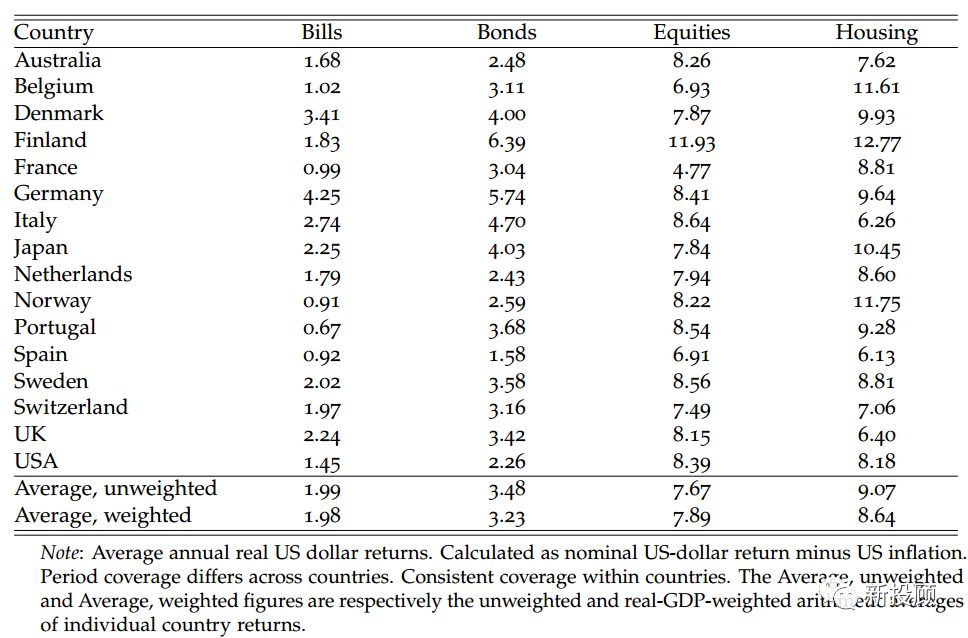 Country Bills Bonds Equities Housing
Australia 1.68 2.48 8.26 7.62
Belgium 1.02 3.11 6.93 11.61
Denmark 3.41 4.00 7.87 9.93
Finland 1.83 6.39 11.93 12.77
France 0.99 3.04 4.77 8.81
Germany 4.25 5.74 8.41 9.64
Italy 2.74 4.70 8.64 6.26
Japan 2.25 4.03 7.84 10.45
Netherlands 1.79 2.43 7.94 8.60
Norway 0.91 2.59 8.22 11.75
Portugal 0.67 3.68 8.54 9.28
Spain 0.92 1.58 6.91 6.13
Sweden 2.02 3.58 8.56 8.81
Switzerland 1.97 3.16 7.49 7.06
UK 2.24 3.42 8.15 6.40
USA 1.45 2.26 8.39 8.18
Average, unweighted 1.99 3.48 7.67 9.07
Average, weighted 1.98 3.23 7.89 8.64
Note: Average annual real US dollar returns. Calculated as nominal US-dollar return minus US inflation.
Period coverage differs across countries. Consistent coverage within countries. The Average, unweighted
and Average, weighted figures are respectively the unweighted and real-GDP-weighted arithmetic averages
of individual country returns.
新投顾